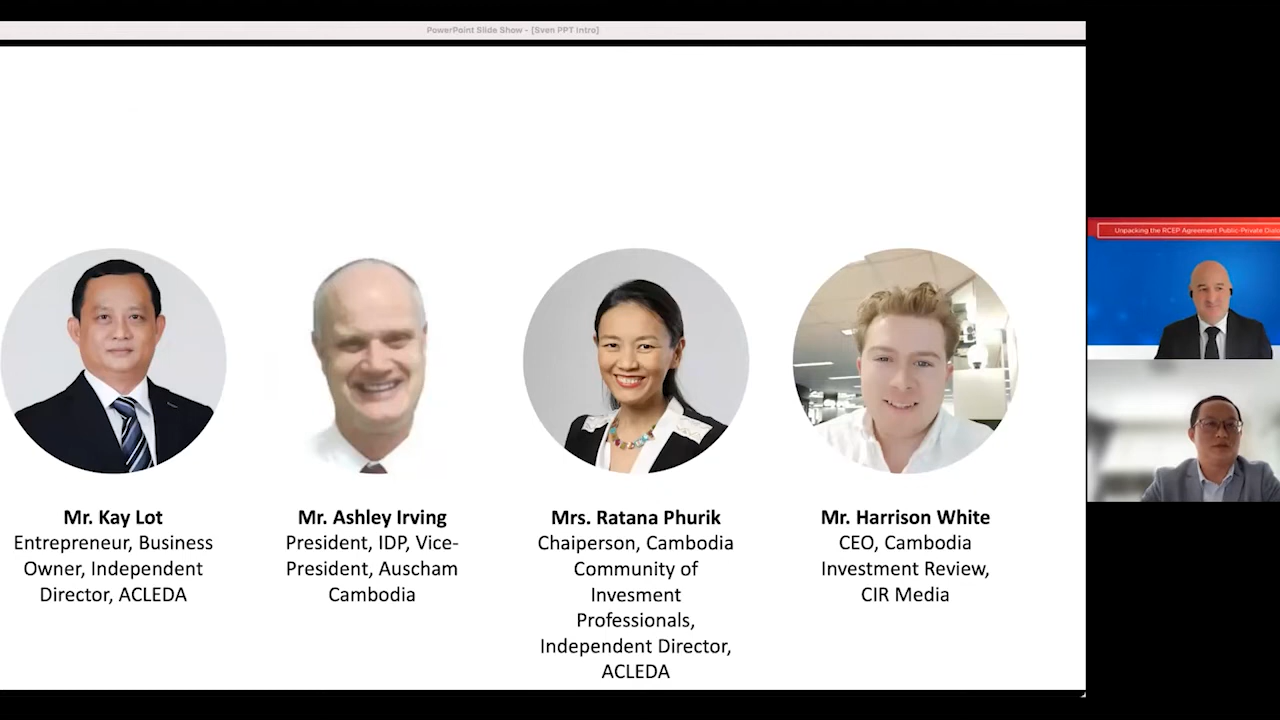 PowerPoint Slide Show - [Sven PPT Intro]
Unpacking the RCEP Agreement Public-Private
Mr. Kay Lot
Entrepreneur, Business
Owner, Independent
Director, ACLEDA
Mr. Ashley Irving
President, IDP, Vice-
President, Auscham
Cambodia
Mrs. Ratana Phurik
Chaiperson, Cambodia
Community of
Invesment
Professionals,
Independent Director,
ACLEDA
Mr. Harrison White
CEO, Cambodia
Investment Review,
CIR Media